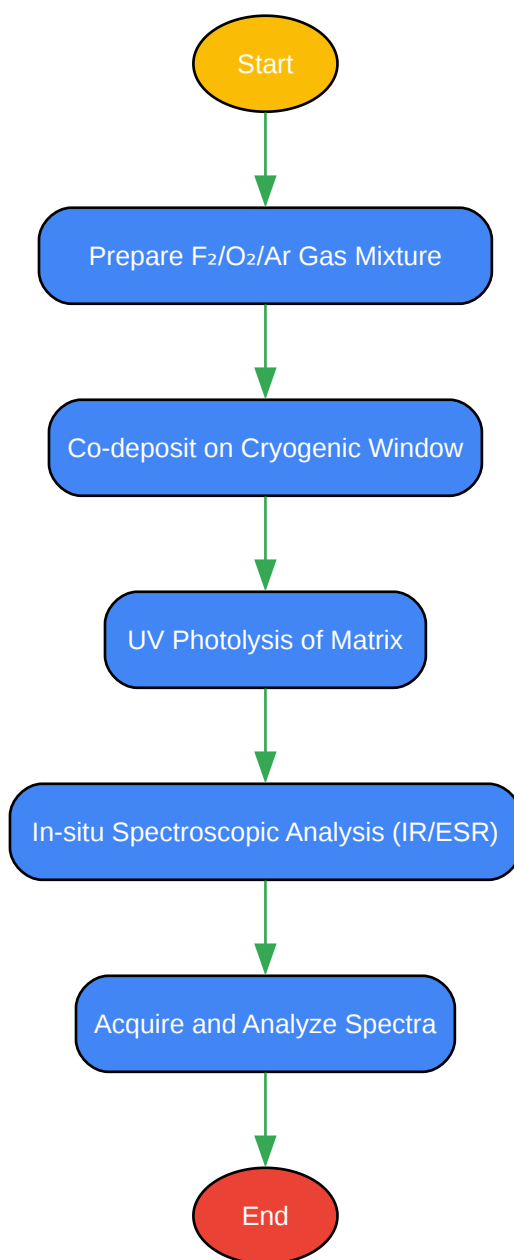 Start
Prepare F₂/O₂/Ar Gas Mixture
Co-deposit on Cryogenic Window
UV Photolysis of Matrix
In-situ Spectroscopic Analysis (IR/ESR)
Acquire and Analyze Spectra
End